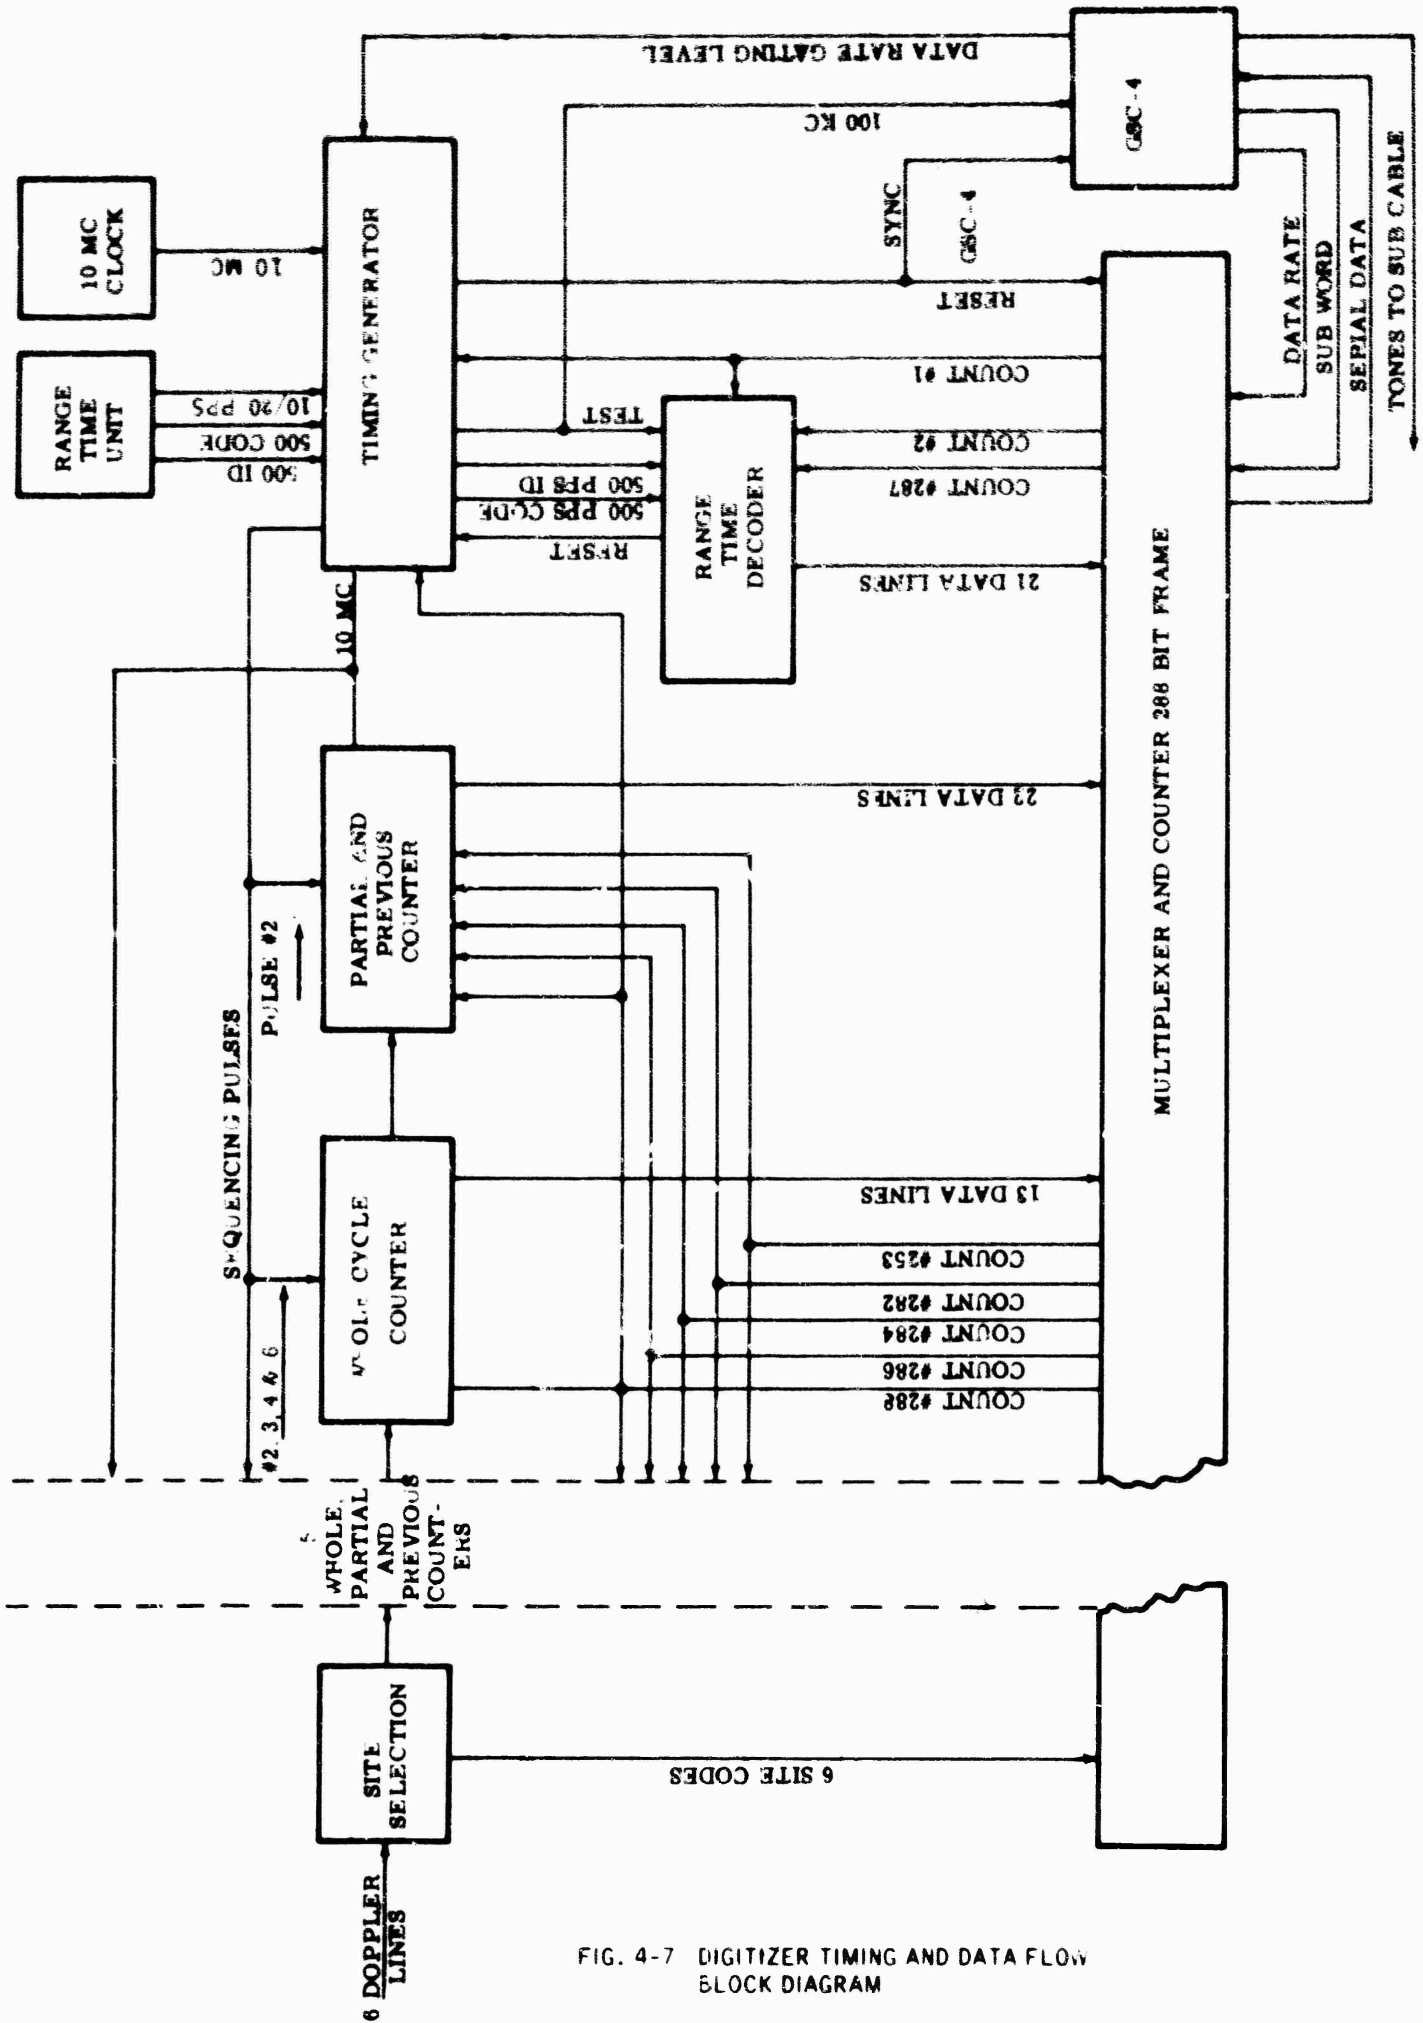 10 MC
CLOCK
10 MC
RANGE
TIME
UNIT
10/20 PPS
500 CODE
500 ID
TIMING GENERATOR
DATA RATE GATING LEVEL
100 KC
SYNC
GSC-4
GSC-4
RESET
COUNT #1
TEST
COUNT #2
500 PPS ID
COUNT #287
500 PPS CODE
RESET
RANGE
TIME
DECODER
21 DATA LINES
DATA RATE
SUB WORD
SERIAL DATA
TONES TO SUB CABLE
10 MC
SEQUENCING PULSES
PULSE #2
PARTIAL AND
PREVIOUS
COUNTER
22 DATA LINES
#2, 3, 4 & 6
WHOLE CYCLE
COUNTER
13 DATA LINES
COUNT #253
COUNT #282
COUNT #284
COUNT #286
COUNT #288
MULTIPLEXER AND COUNTER 288 BIT FRAME
5
WHOLE,
PARTIAL
AND
PREVIOUS
COUNT-
ERS
SITE
SELECTION
6 SITE CODES
6 DOPPLER
LINES
FIG. 4-7 DIGITIZER TIMING AND DATA FLOW
BLOCK DIAGRAM